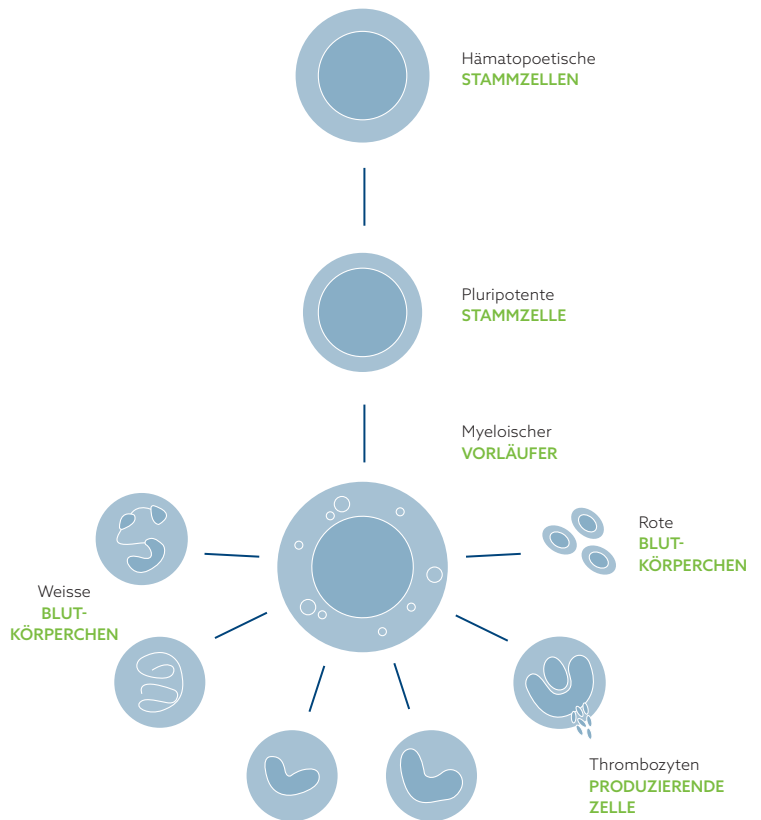 Hämatopoetische
STAMMZELLEN
Pluripotente
STAMMZELLE
Myeloischer
VORLÄUFER
Rote
BLUT-
KÖRPERCHEN
Weisse
BLUT-
KÖRPERCHEN
Thrombozyten
PRODUZIERENDE
ZELLE